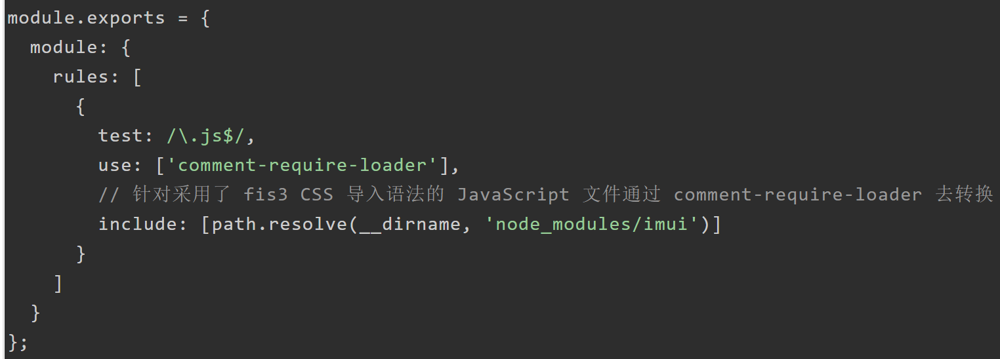 module.exports = {
  module: {
    rules: [
      {
        test: /\.js$/,
        use: ['comment-require-loader'],
        // 针对采用了 fis3 CSS 导入语法的 JavaScript 文件通过 comment-require-loader 去转换
        include: [path.resolve(__dirname, 'node_modules/imui')]
      }
    ]
  }
};